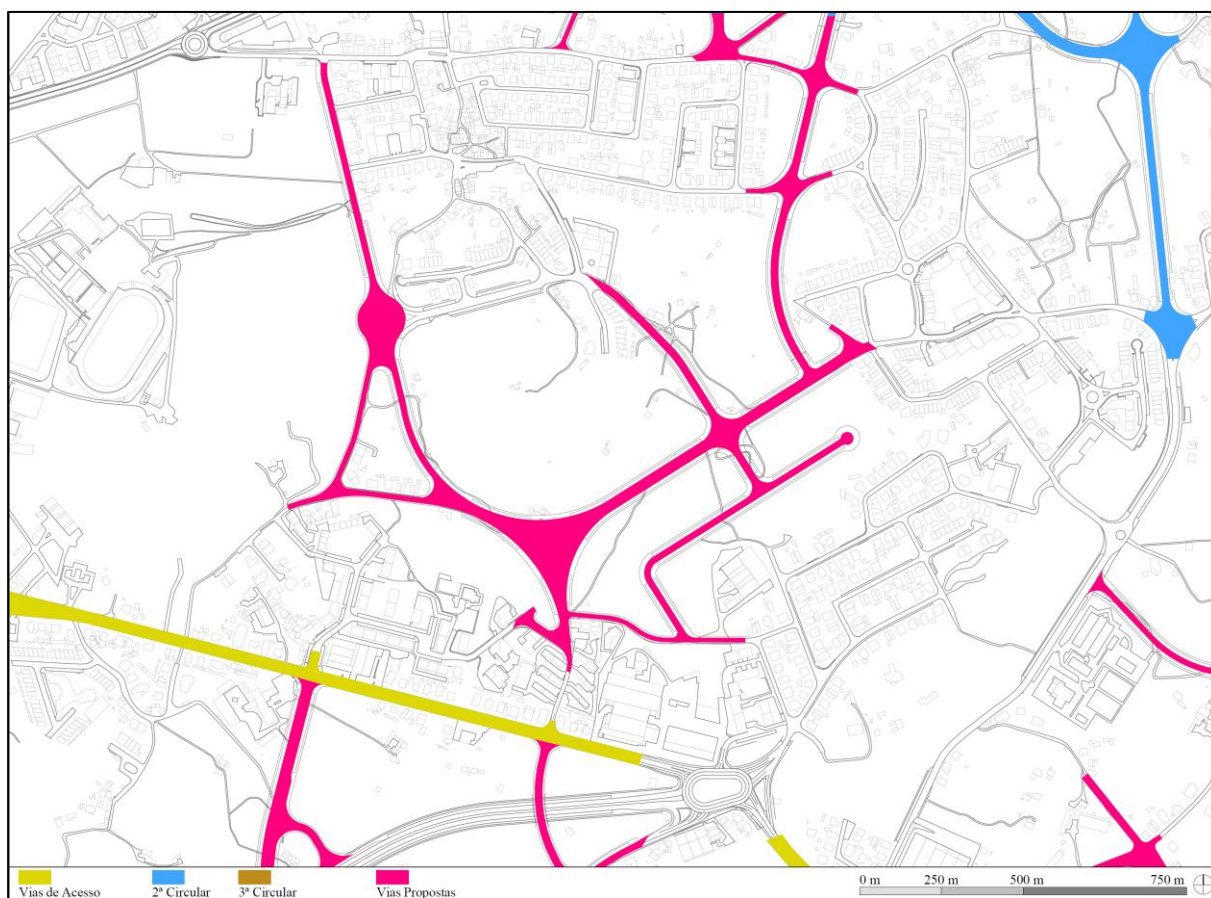 Vias de Acesso
2ª Circular
3ª Circular
Vias Propostas
0 m 250 m 500 m 750 m